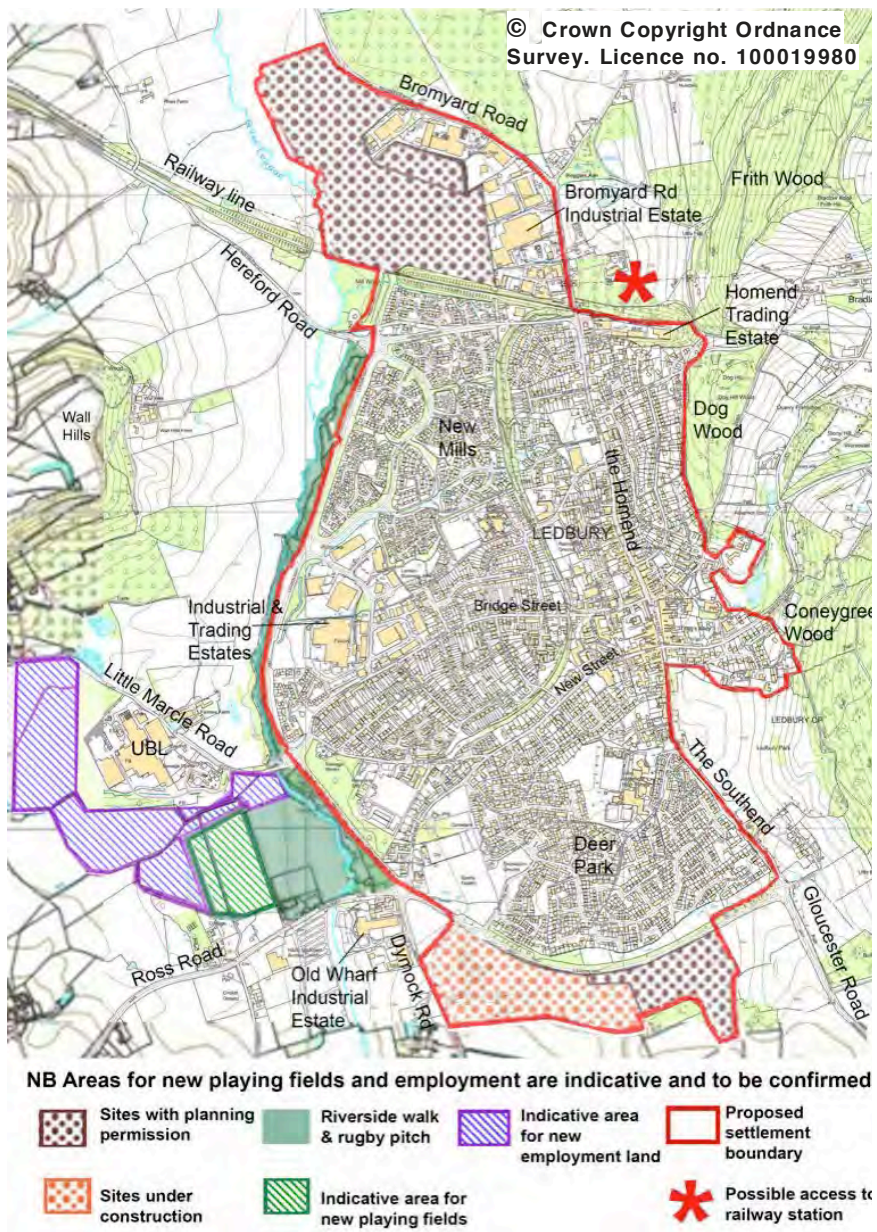 © Crown Copyright Ordnance
Survey. Licence no. 100019980
Bromyard Road
Railway line
Frith Wood
Bromyard Rd
Industrial Estate
Hereford Road
Homend
Trading
Estate
Wall
Hills
New
Mills
Dog
Wood
the Homend
LEDBURY
Industrial &
Trading
Estates
Bridge Street
Coneygree
Wood
New Street
Little Marcle Road
UBL
LEDBURY CP
The Southend
Deer
Park
Ross Road
Old Wharf
Industrial
Estate
Dymock Rd
Gloucester Road
NB Areas for new playing fields and employment are indicative and to be confirmed
Sites with planning
permission
Riverside walk
& rugby pitch
Indicative area
for new
employment land
Proposed
settlement
boundary
Sites under
construction
Indicative area for
new playing fields
Possible access to
railway station